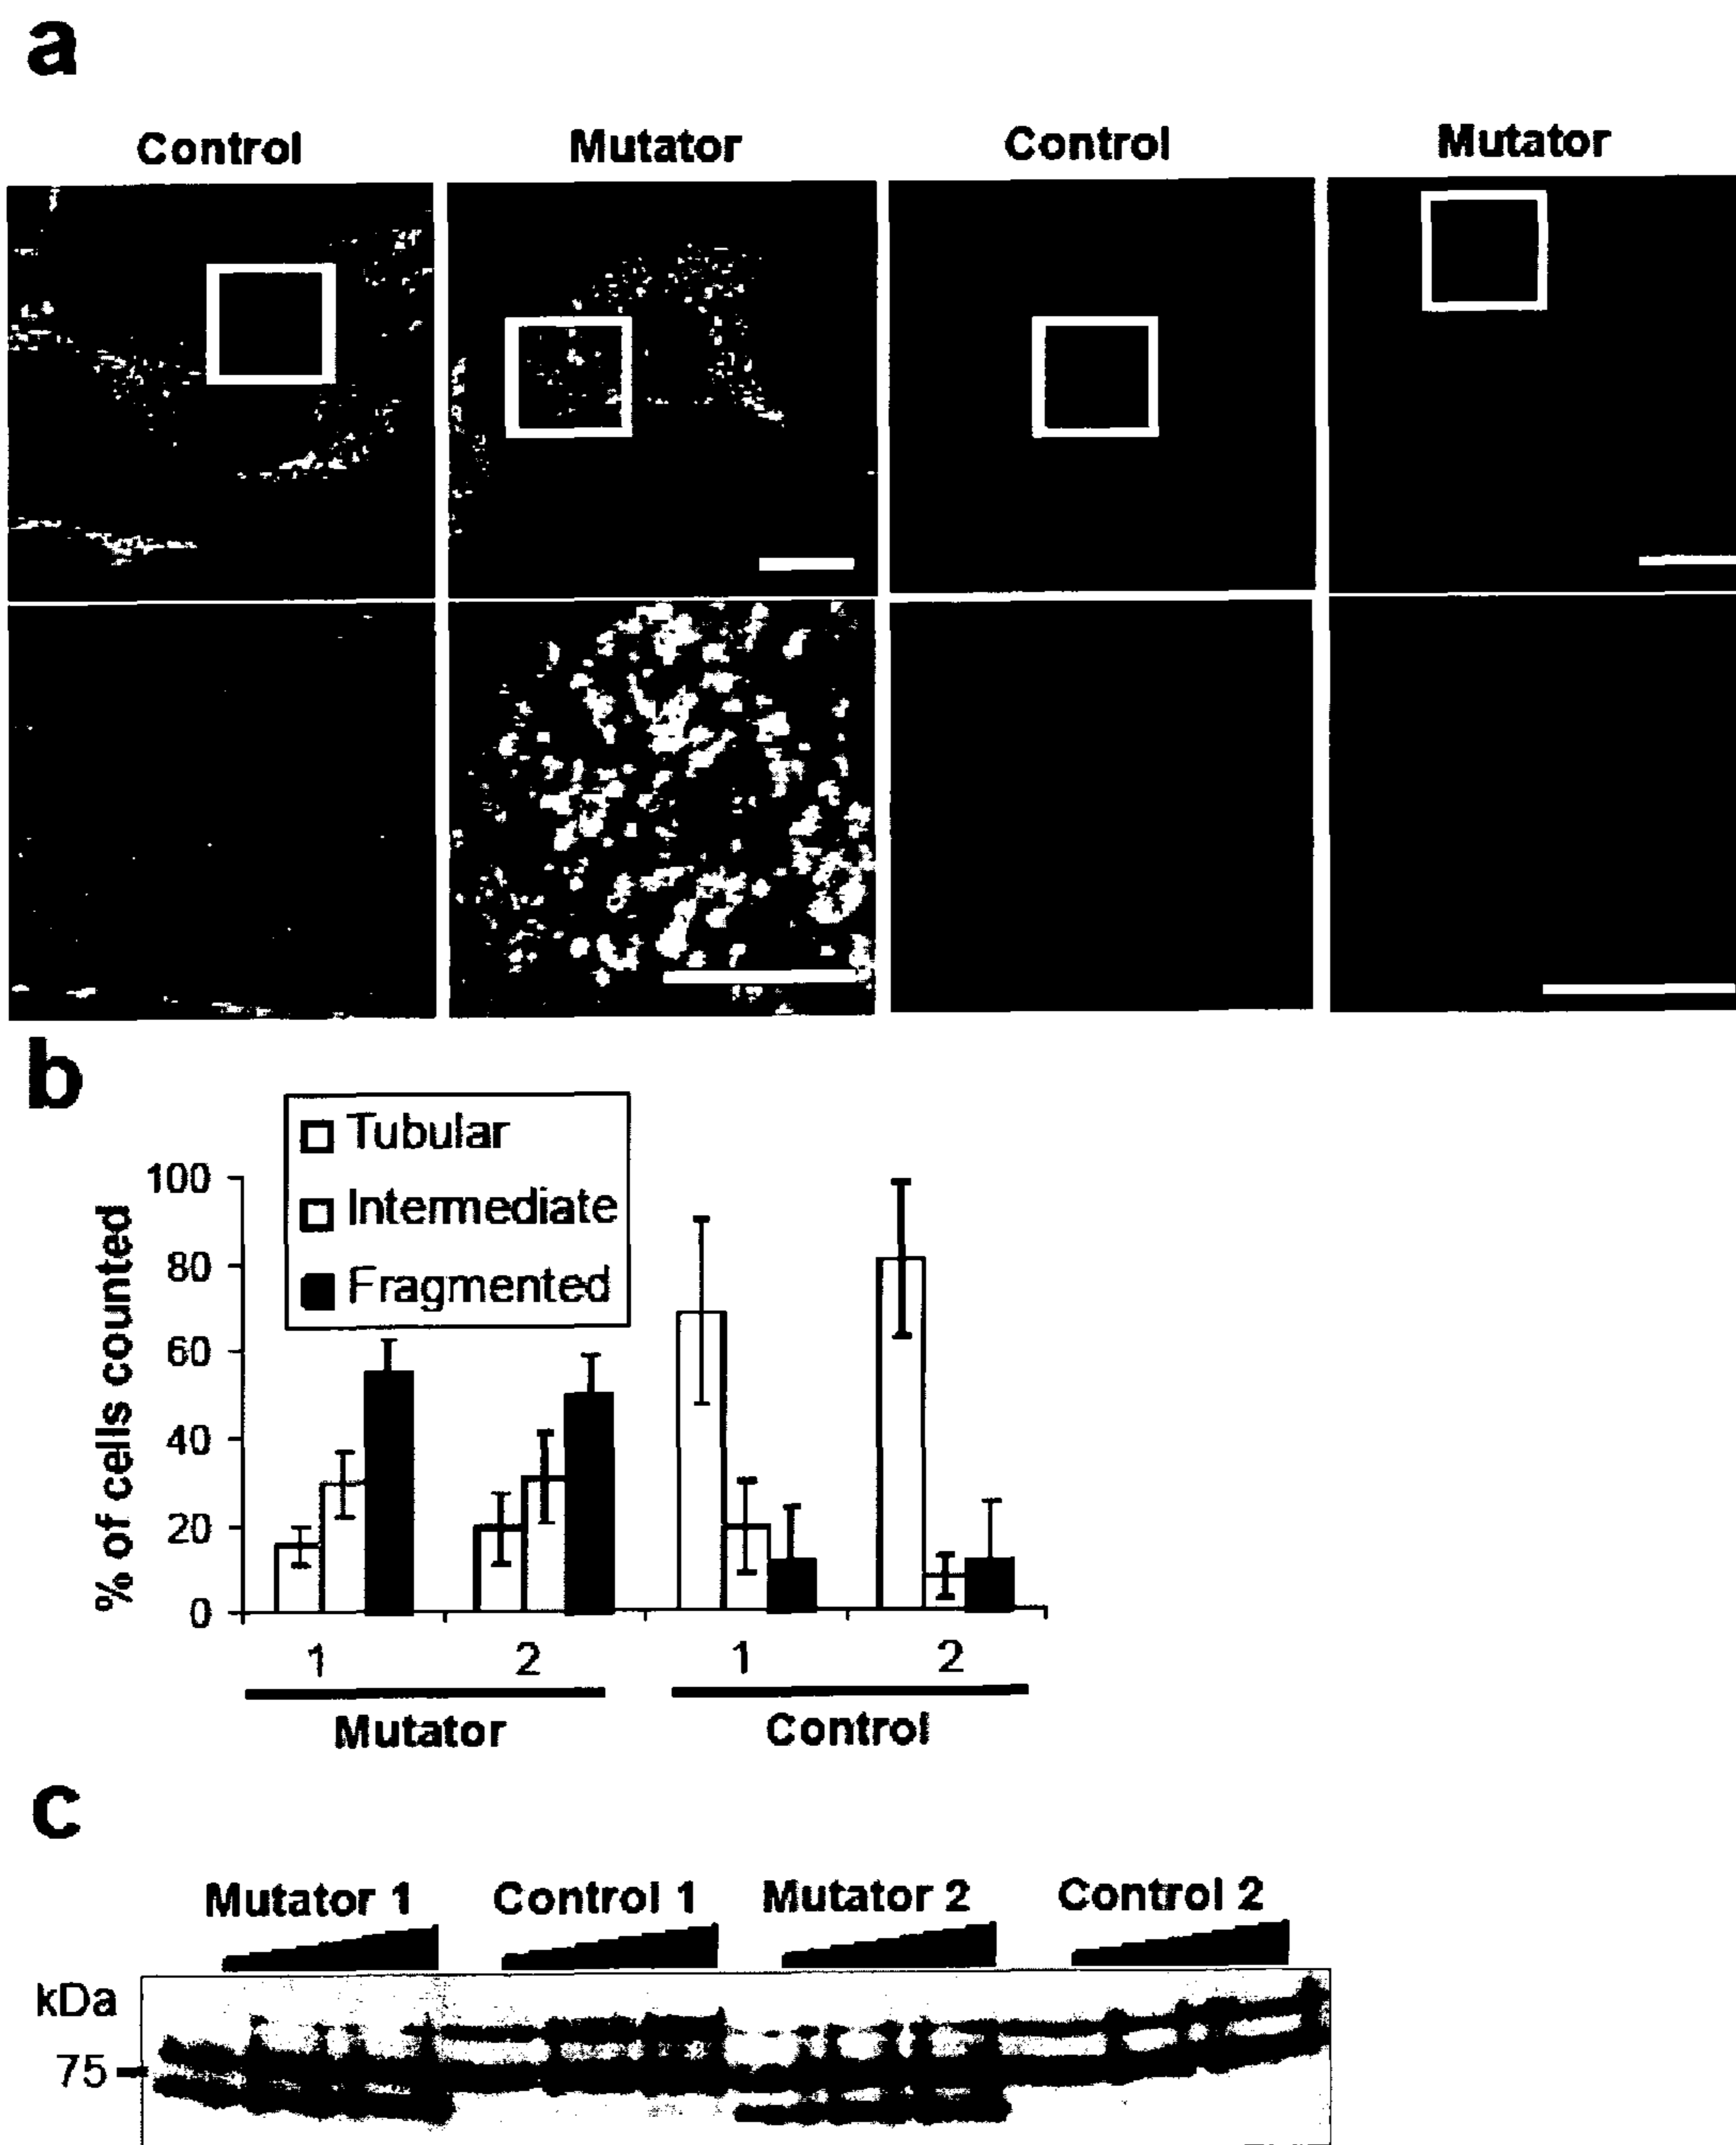 a
Control Mutator Control Mutator
b
Tubular
Intermediate
Fragmented
% of cells counted
100
80
60
40
20
0
1 2 1 2
Mutator Control
c
Mutator 1 Control 1 Mutator 2 Control 2
kDa
75